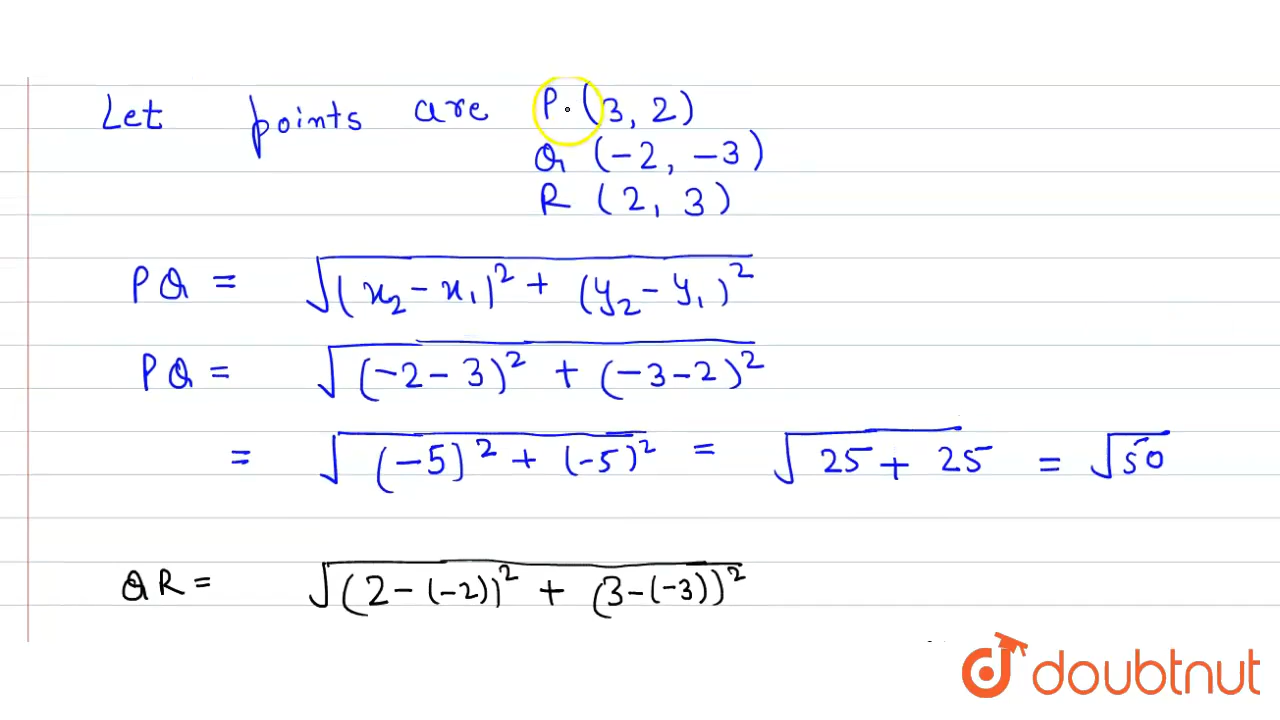 Let points are P (3, 2)
Q (-2, -3)
R (2, 3)
PQ = √(x₂ - x₁)² + (y₂ - y₁)²
PQ = √(-2-3)² + (-3-2)²
= √(-5)² + (-5)² = √25 + 25 = √50
QR = √(2-(-2))² + (3-(-3))²
doubtnut